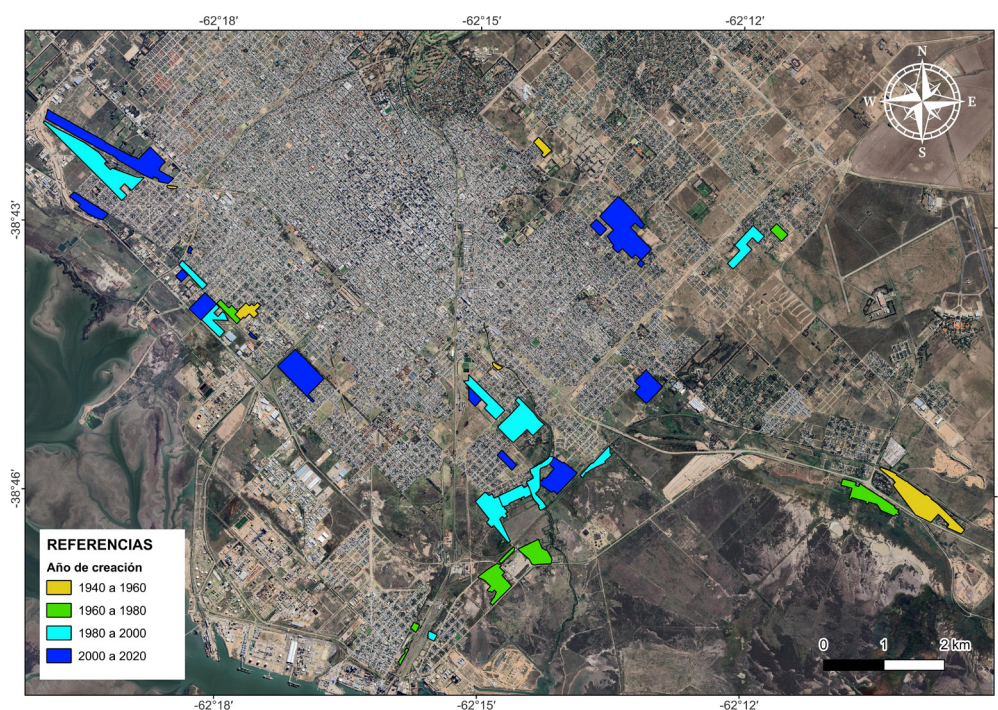 -62°18'
-62°15'
-62°12'
N
W
E
S
-38°43'
-38°46'
REFERENCIAS
Año de creación
1940 a 1960
1960 a 1980
1980 a 2000
2000 a 2020
0
1
2 km
-62°18'
-62°15'
-62°12'